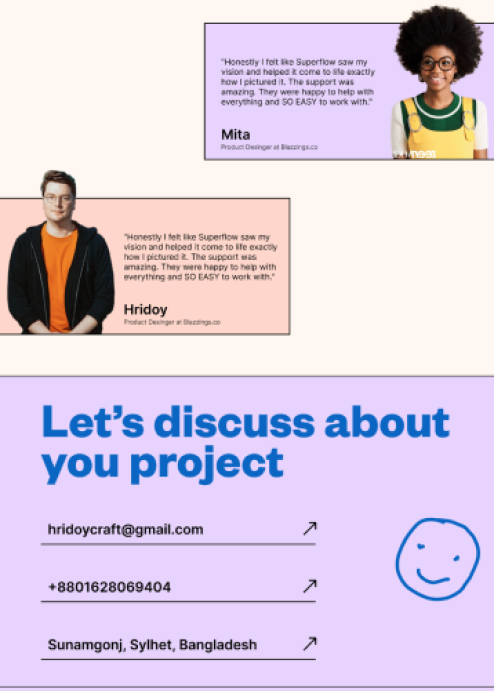 "Honestly I felt like Superflow saw my
vision and helped it come to life exactly
how I pictured it. The support was
amazing. They were happy to help with
everything and SO EASY to work with."
Mita
Product Desinger at Blazzings.co
"Honestly I felt like Superflow saw my
vision and helped it come to life exactly
how I pictured it. The support was
amazing. They were happy to help with
everything and SO EASY to work with."
Hridoy
Product Desinger at Blazzings.co
Let's discuss about
you project
hridoycraft@gmail.com
+8801628069404
Sunamgonj, Sylhet, Bangladesh